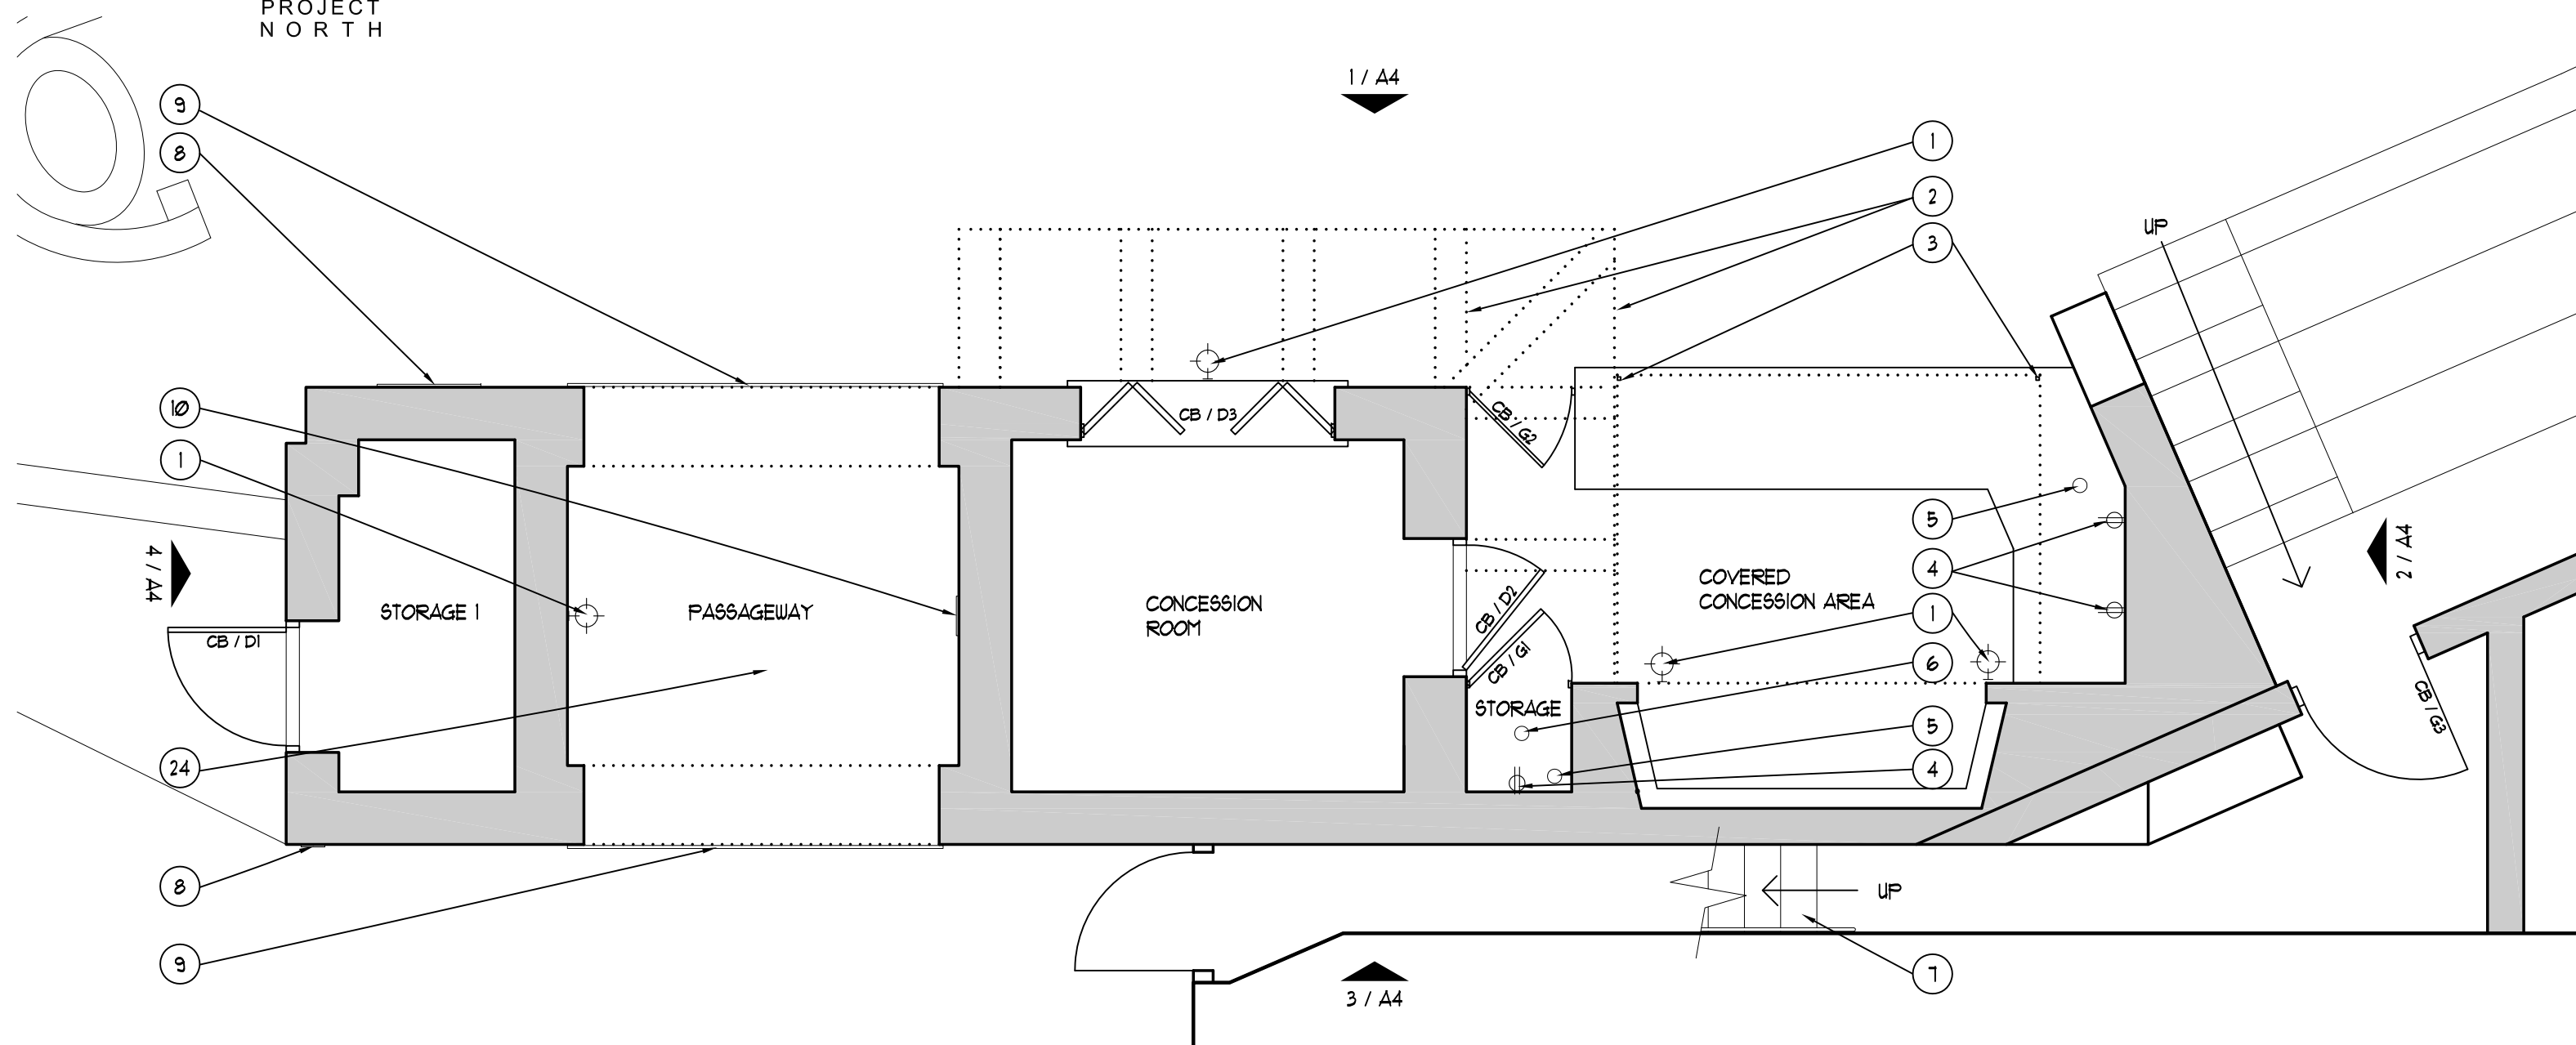 PROJECT
NORTH
1 / A4
9
8
1
2
3
UP
10
1
CB / D3
CB / G2
5
4
1
6
5
4
4 / A4
2 / A4
STORAGE 1
CB / D1
PASSAGEWAY
CONCESSION
ROOM
COVERED
CONCESSION AREA
CB / D2
CB / G1
STORAGE
CB / G3
24
8
9
UP
7
3 / A4